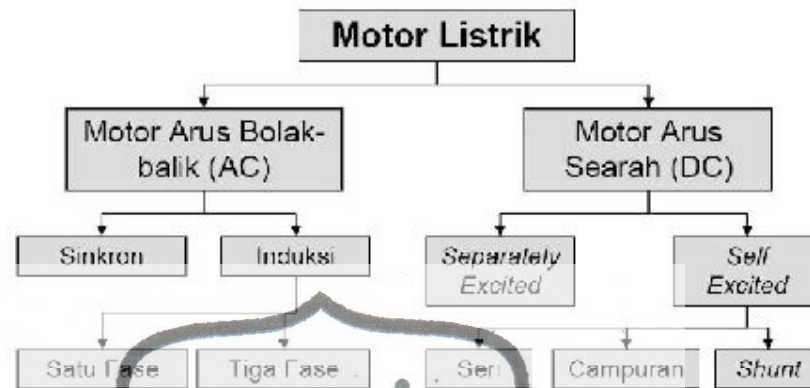 Motor Listrik
Motor Arus Bolak-
balik (AC)
Motor Arus
Searah (DC)
Sinkron
Induksi
Separately
Excited
Self
Excited
Satu Fase
Tiga Fase
Seri
Campuran
Shunt